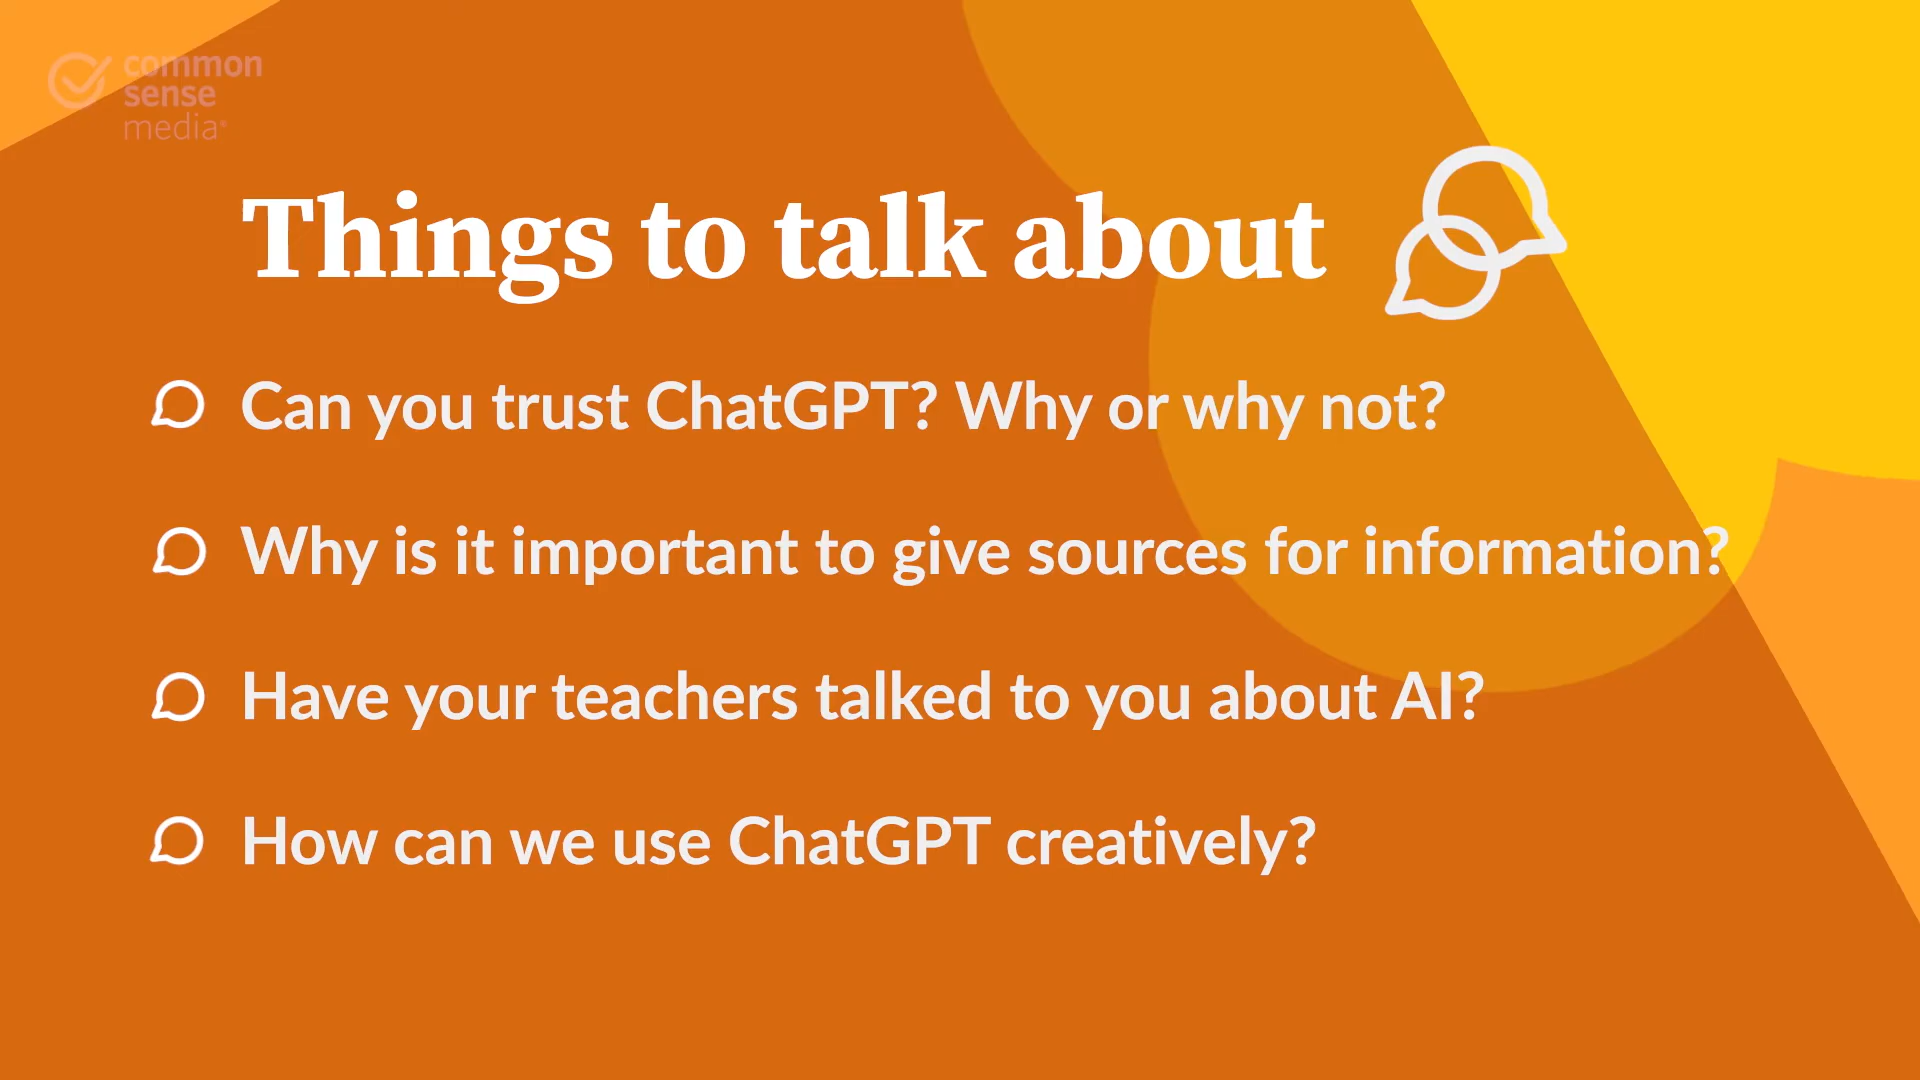 common
sense
media
Things to talk about
Can you trust ChatGPT? Why or why not?
Why is it important to give sources for information?
Have your teachers talked to you about AI?
How can we use ChatGPT creatively?